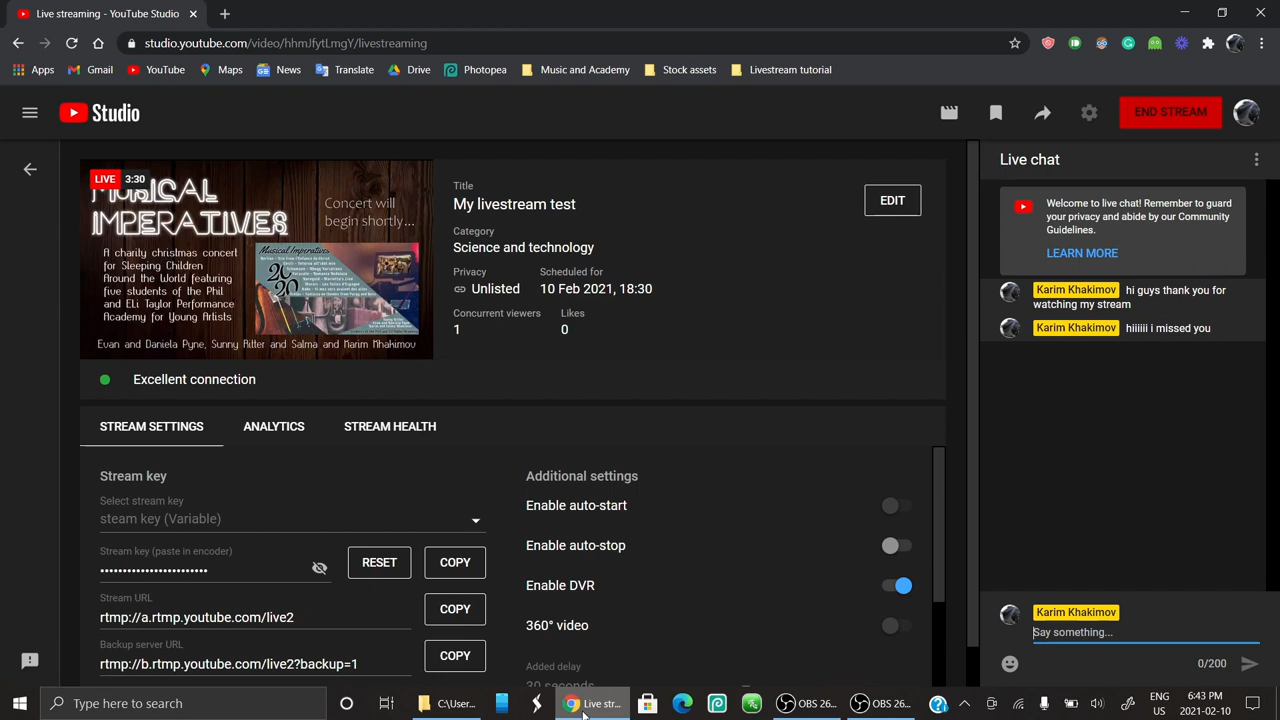 Live streaming - YouTube Studio
studio.youtube.com/video/hhmJfytLmgY/livestreaming
Apps Gmail YouTube Maps News Translate Drive Photopea Music and Academy Stock assets Livestream tutorial
Studio
END STREAM
LIVE 3:30
MUSICAL
IMPERATIVES
Concert will
begin shortly...
A charity christmas concert
for Sleeping Children
Around the World featuring
five students of the Phil
and Eli Taylor Performance
Academy for Young Artists
Musical Imperatives
2020
Evan and Daniela Pyne, Sunny Ritter and Salma and Karim Khakimov
Title
My livestream test
EDIT
Category
Science and technology
Privacy Scheduled for
Unlisted 10 Feb 2021, 18:30
Concurrent viewers Likes
1 0
Excellent connection
STREAM SETTINGS ANALYTICS STREAM HEALTH
Stream key
Select stream key
steam key (Variable)
Stream key (paste in encoder)
••••••••••••••••••••••••
RESET COPY
Stream URL
rtmp://a.rtmp.youtube.com/live2
COPY
Backup server URL
rtmp://b.rtmp.youtube.com/live2?backup=1
COPY
Additional settings
Enable auto-start
Enable auto-stop
Enable DVR
360° video
Added delay
30 seconds
Live chat
Welcome to live chat! Remember to guard
your privacy and abide by our Community
Guidelines.
LEARN MORE
Karim Khakimov hi guys thank you for
watching my stream
Karim Khakimov hiiiiii i missed you
Karim Khakimov
Say something...
0/200
Type here to search
C:\User...
Live str...
OBS 26...
OBS 26...
ENG
US
6:43 PM
2021-02-10